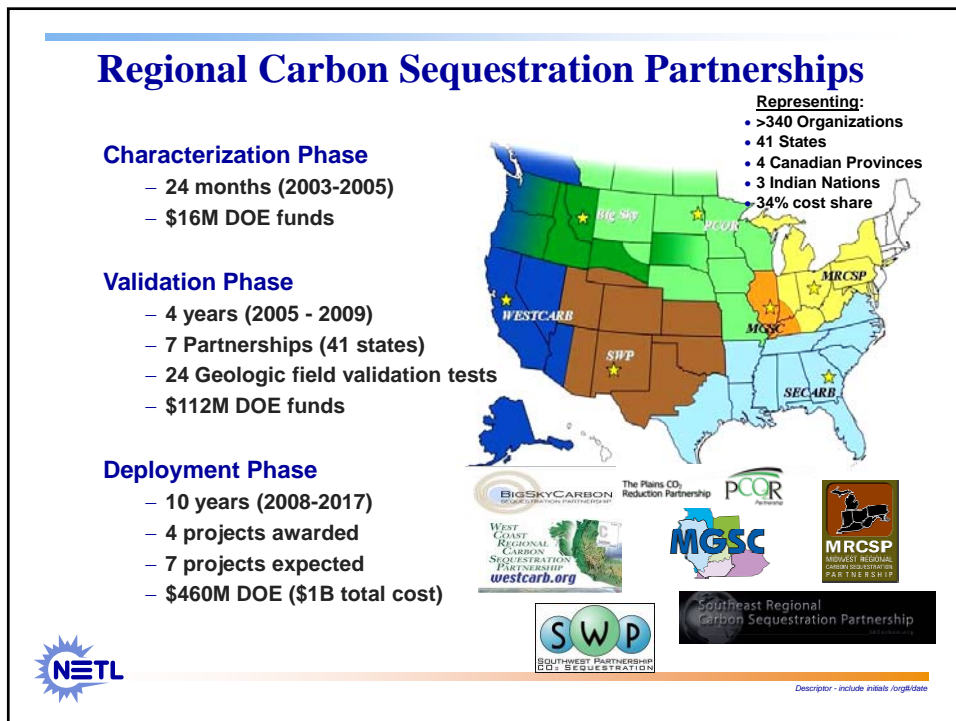 Regional Carbon Sequestration Partnerships
Representing:
• >340 Organizations
• 41 States
• 4 Canadian Provinces
• 3 Indian Nations
• 34% cost share
Characterization Phase
– 24 months (2003-2005)
– $16M DOE funds
Validation Phase
– 4 years (2005 - 2009)
– 7 Partnerships (41 states)
– 24 Geologic field validation tests
– $112M DOE funds
Deployment Phase
– 10 years (2008-2017)
– 4 projects awarded
– 7 projects expected
– $460M DOE ($1B total cost)
Big Sky
PCOR
MRCSP
MGSC
WESTCARB
SWP
SECARB
BIGSKYCARBON
SEQUESTRATION PARTNERSHIP
The Plains CO₂
Reduction Partnership
PCOR
Partnership
WEST
COAST
REGIONAL
CARBON
SEQUESTRATION
PARTNERSHIP
westcarb.org
MGSC
MRCSP
MIDWEST REGIONAL
CARBON SEQUESTRATION
PARTNERSHIP
Southeast Regional
Carbon Sequestration Partnership
SWP
SOUTHWEST PARTNERSHIP
CO₂ SEQUESTRATION
NETL
Descriptor - include initials /org#/date